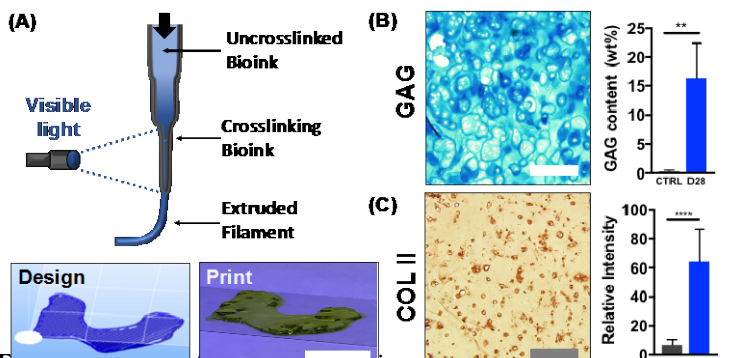 (A)
Uncrosslinked
Bioink
Visible
light
Crosslinking
Bioink
Extruded
Filament
Design
Print
(B)
GAG
GAG content (wt%)
25
20
15
10
5
0
**
CTRL D28
(C)
COL II
Relative Intensity
100
80
60
40
20
0
****